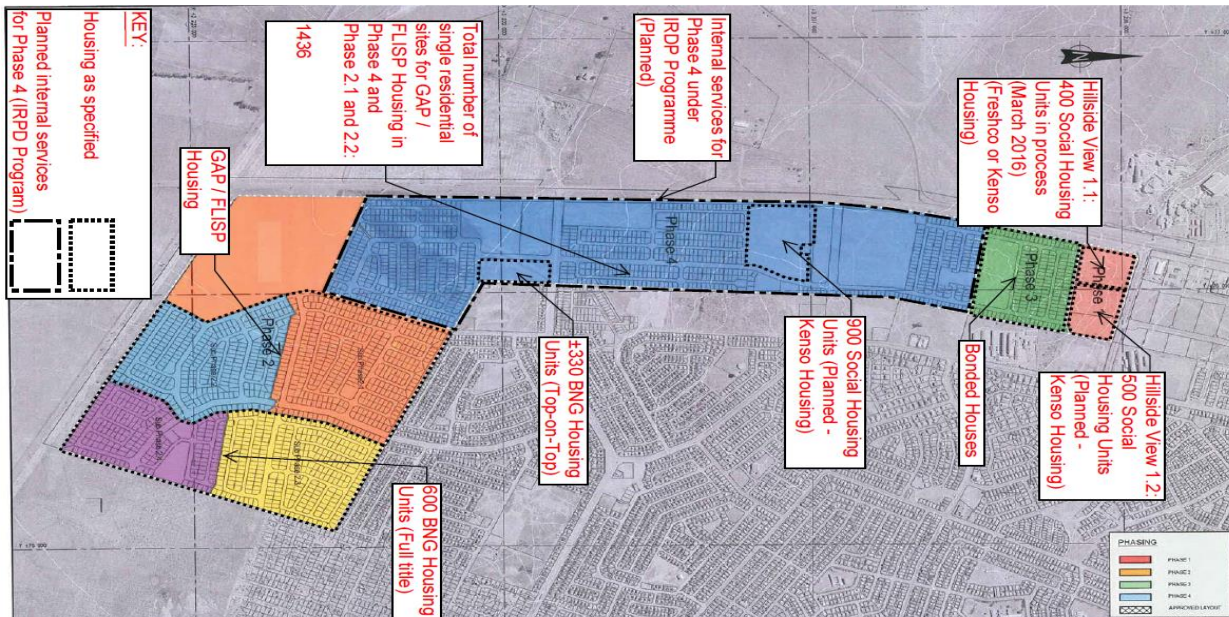 Hillside View 1.1:
400 Social Housing
Units in process
(March 2016)
(Freshco or Kenso
Housing)
Hillside View 1.2:
500 Social
Housing Units
(Planned -
Kenso Housing)
Bonded Houses
900 Social Housing
Units (Planned -
Kenso Housing)
±330 BNG Housing
Units (Top-on-Top)
600 BNG Housing
Units (Full title)
Internal services for
Phase 4 under
IRDP Programme
(Planned)
Total number of
single residential
sites for GAP /
FLISP Housing in
Phase 4 and
Phase 2.1 and 2.2:
1436
GAP / FLISP
Housing
KEY:
Housing as specified
Planned internal services
for Phase 4 (IRPD Program)
N
Phase
Phase 3
Phase 4
Phase 2
PHASING
PHASE 1
PHASE 2
PHASE 3
PHASE 4
APPROVED LAYOUT